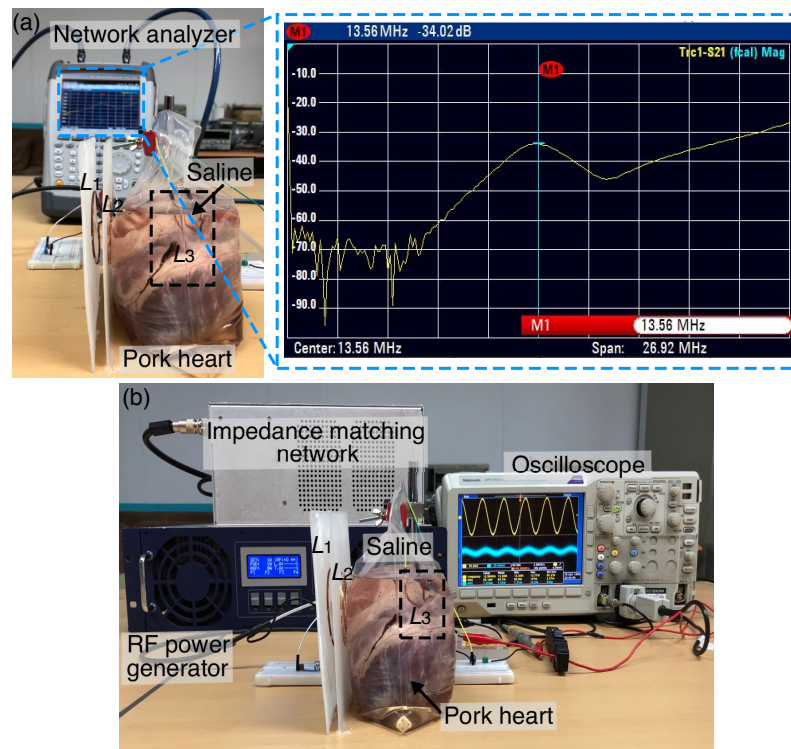 (a)
Network analyzer
L1
L2
Saline
L3
Pork heart
M1 13.56 MHz -34.02 dB
Trc1-S21 (fcal) Mag
M1
-10.0
-20.0
-30.0
-40.0
-50.0
-60.0
-70.0
-80.0
-90.0
M1 13.56 MHz
Center:13.56 MHz Span: 26.92 MHz
(b)
Impedance matching
network
Oscilloscope
Tektronix
L1
Saline
L2
L3
RF power
generator
Pork heart